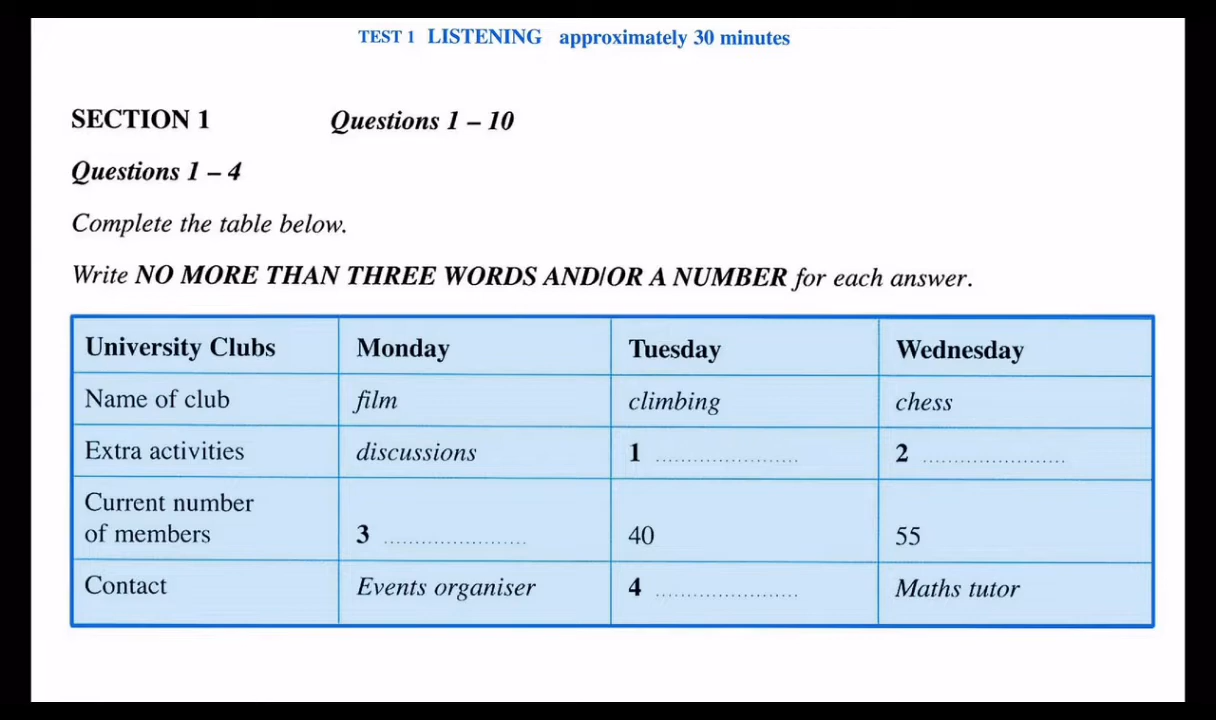 TEST 1 LISTENING approximately 30 minutes
SECTION 1 Questions 1 – 10
Questions 1 – 4
Complete the table below.
Write NO MORE THAN THREE WORDS AND/OR A NUMBER for each answer.
University Clubs Monday Tuesday Wednesday
Name of club film climbing chess
Extra activities discussions 1 ........................ 2 ........................
Current number
of members 3 ........................ 40 55
Contact Events organiser 4 ........................ Maths tutor